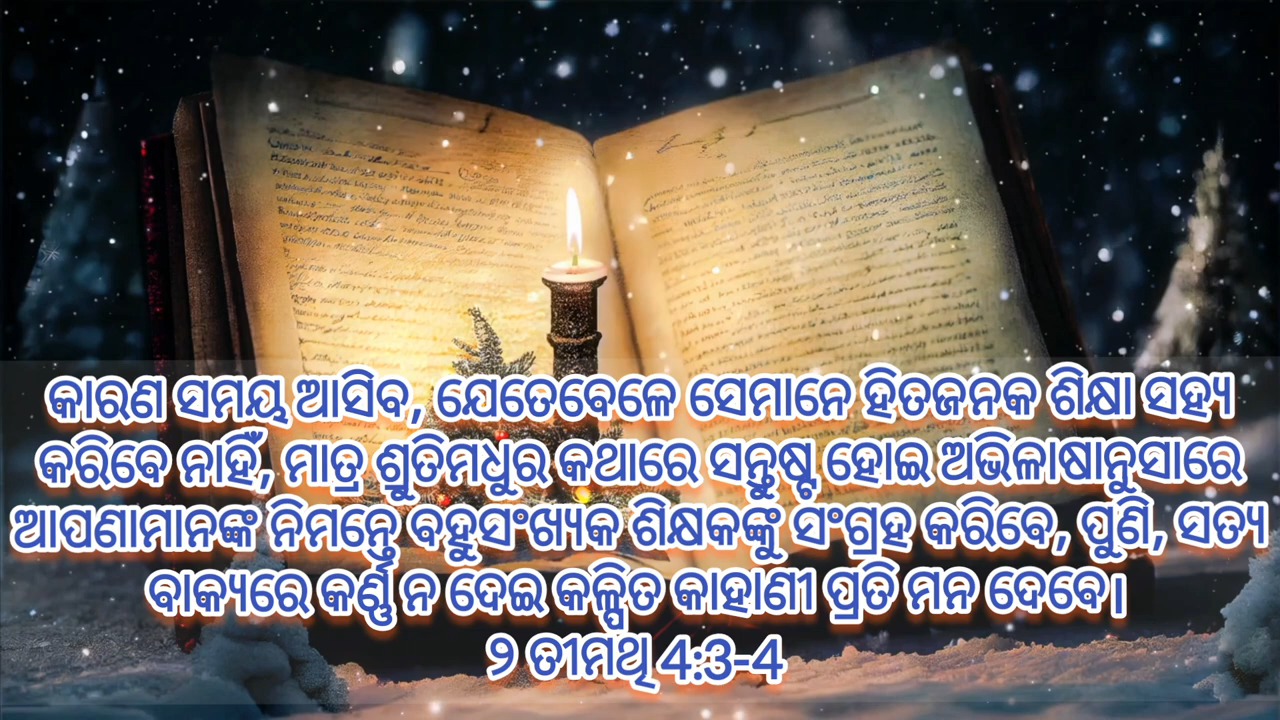 କାରଣ ସମୟ ଆସିବ, ଯେତେବେଳେ ସେମାନେ ହିତଜନକ ଶିକ୍ଷା ସହ୍ୟ
କରିବେ ନାହିଁ, ମାତ୍ର ଶ୍ରୁତିମଧୁର କଥାରେ ସନ୍ତୁଷ୍ଟ ହୋଇ ଅଭିଳାଷାନୁସାରେ
ଆପଣାମାନଙ୍କ ନିମନ୍ତେ ବହୁସଂଖ୍ୟକ ଶିକ୍ଷକଙ୍କୁ ସଂଗ୍ରହ କରିବେ, ପୁଣି, ସତ୍ୟ
ବାକ୍ୟରେ କର୍ଣ୍ଣ ନ ଦେଇ କଳ୍ପିତ କାହାଣୀ ପ୍ରତି ମନ ଦେବେ।
୨ ତୀମଥି 4:3-4